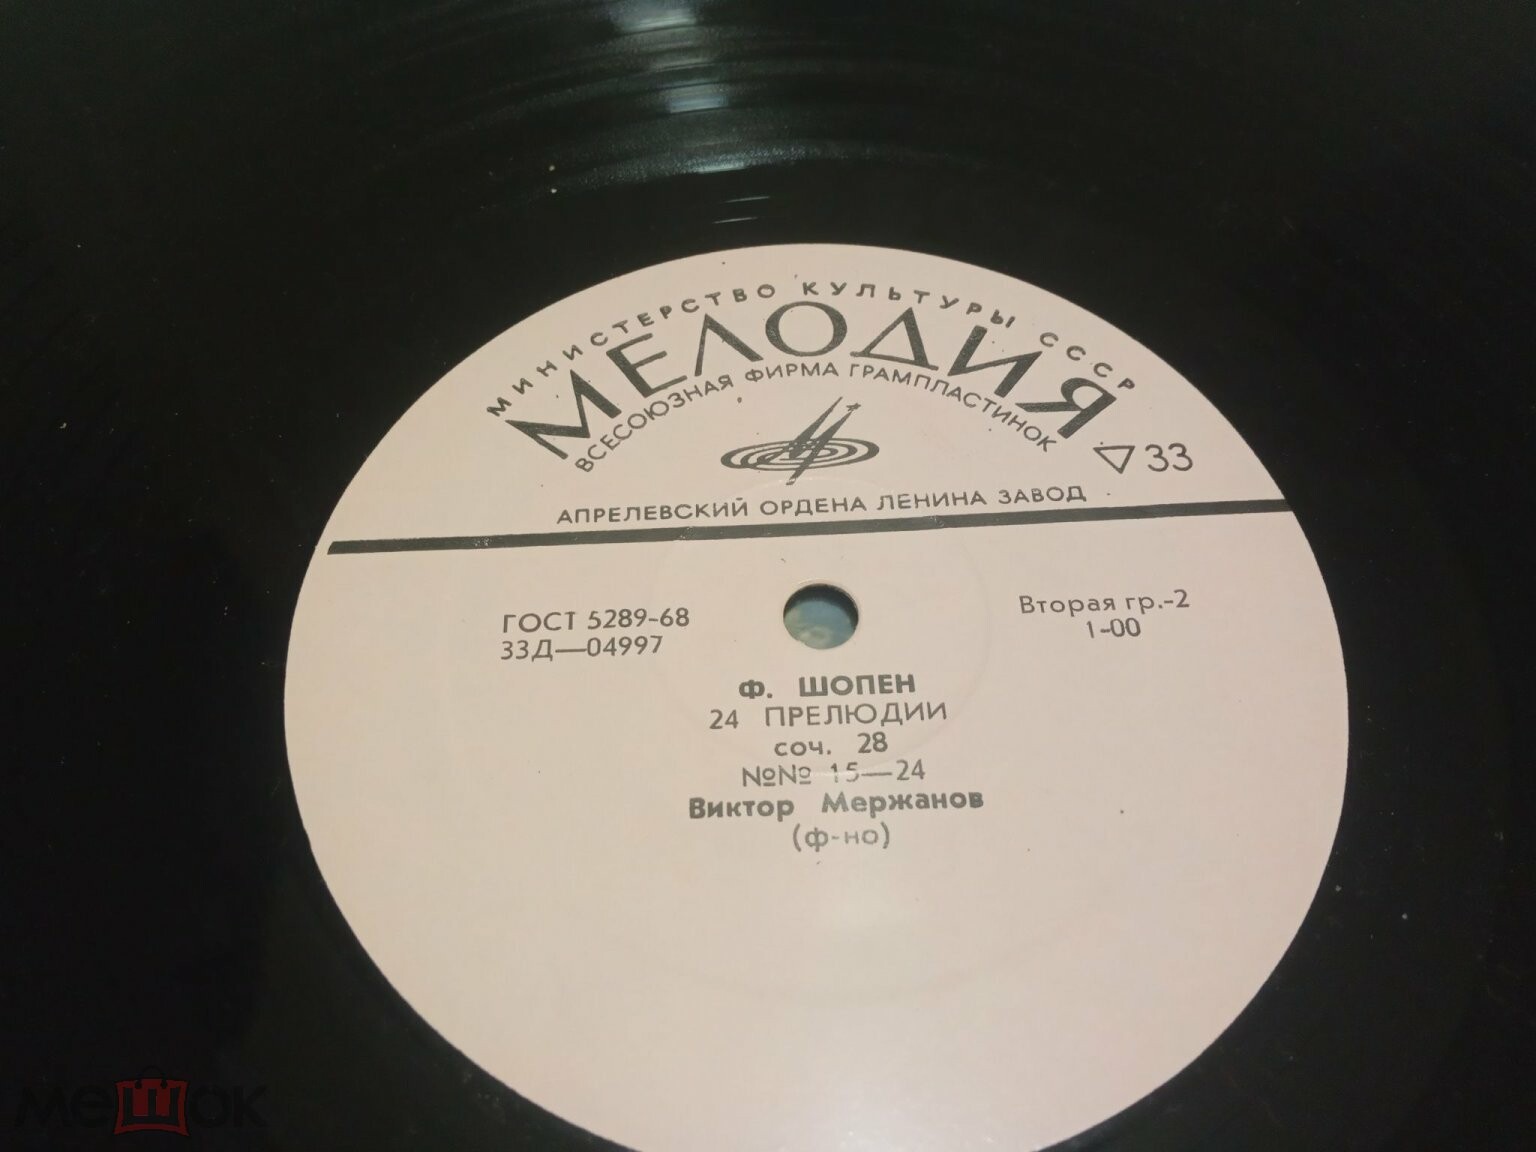 МИНИСТЕРСТВО КУЛЬТУРЫ СССР
МЕЛОДИЯ
ВСЕСОЮЗНАЯ ФИРМА ГРАМПЛАСТИНОК
33
АПРЕЛЕВСКИЙ ОРДЕНА ЛЕНИНА ЗАВОД
ГОСТ 5289-68
33Д—04997
Вторая гр.-2
1-00
Ф. ШОПЕН
24 ПРЕЛЮДИИ
соч. 28
№№ 15—24
Виктор Мержанов
(ф-но)
мешок